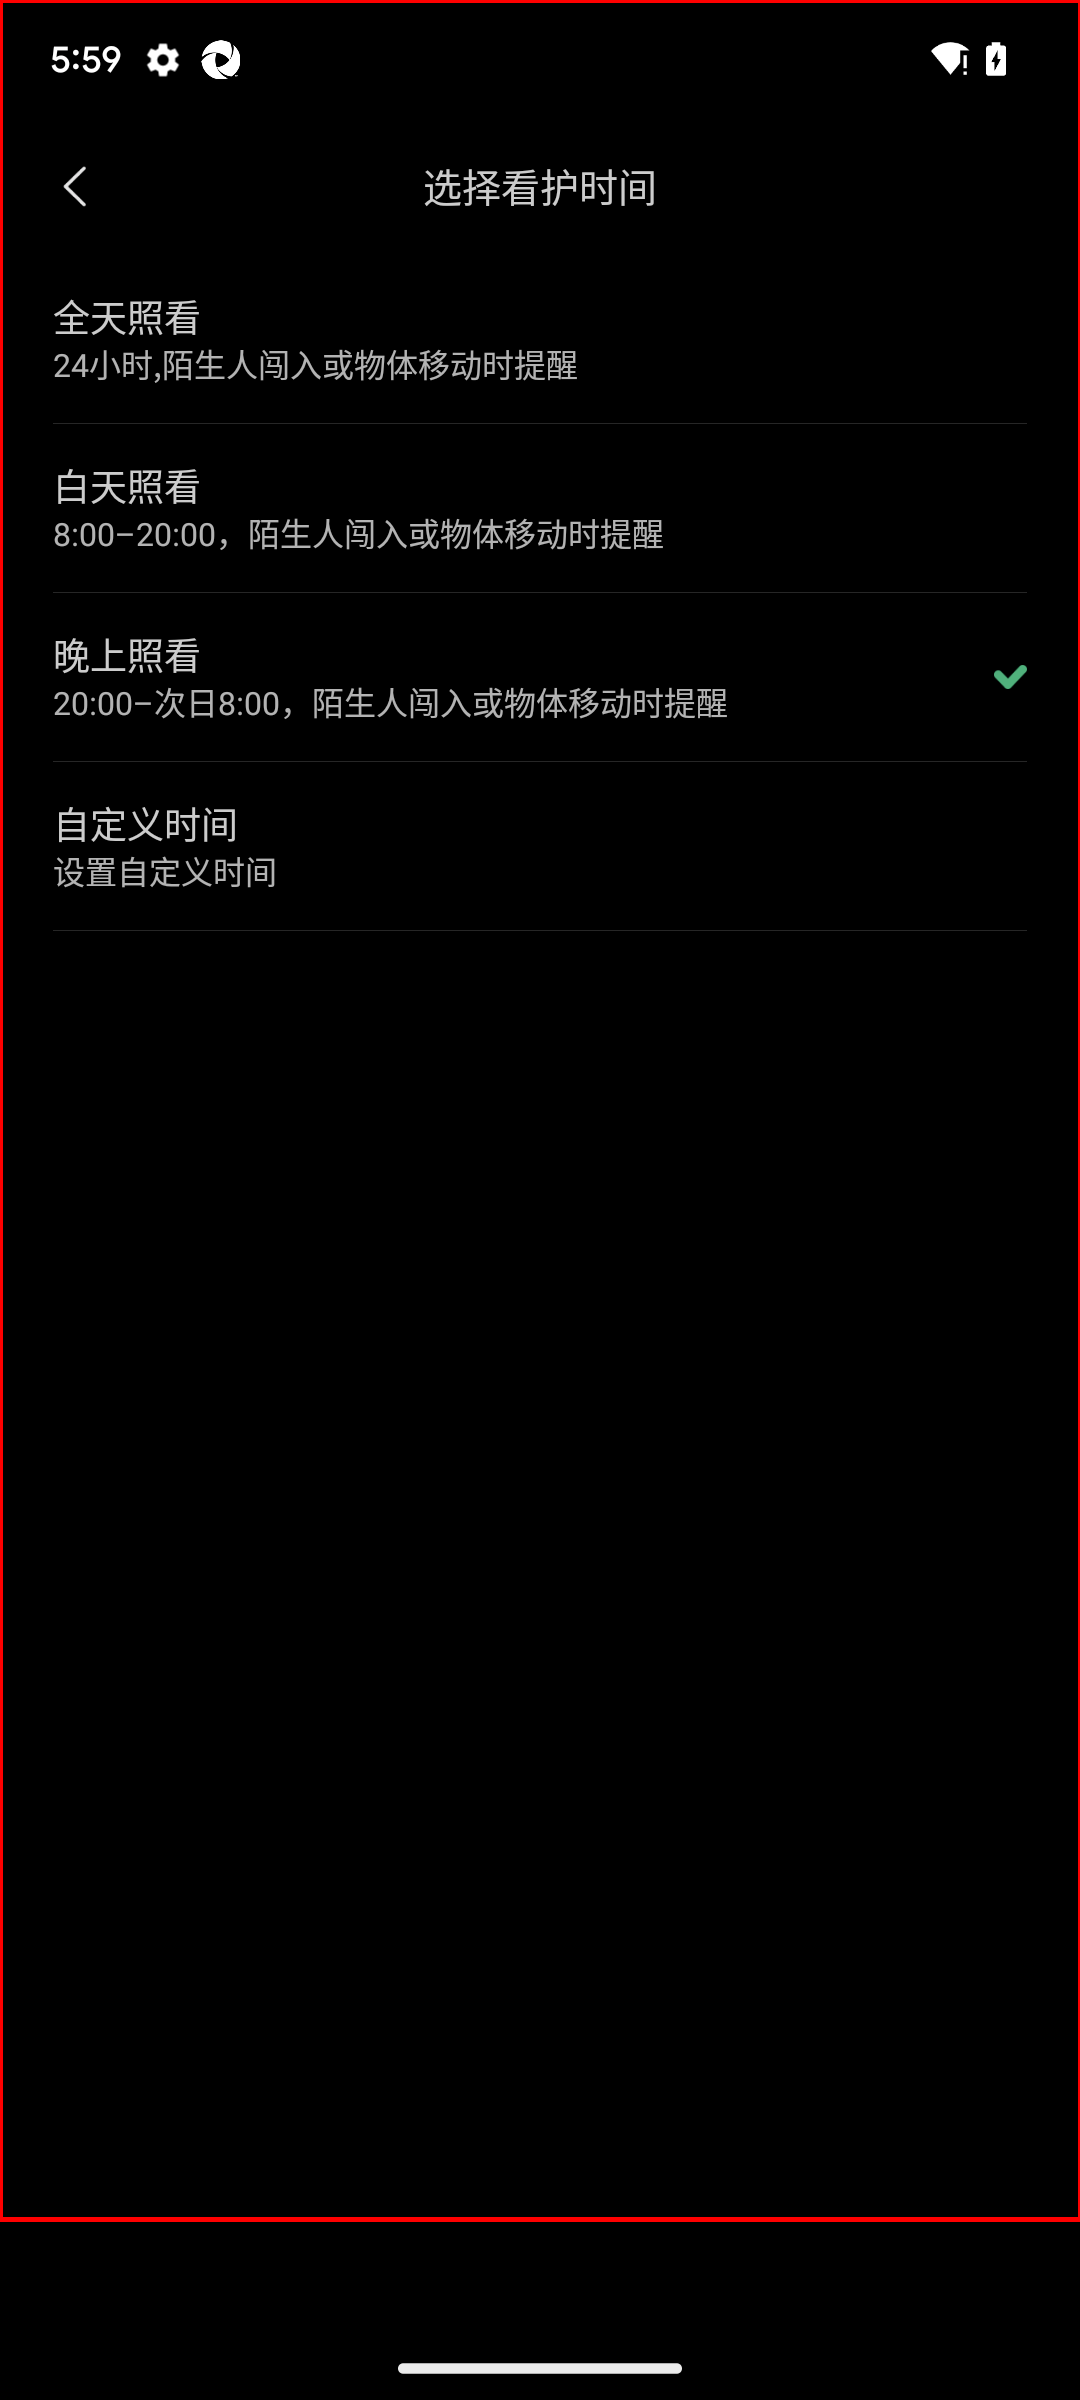 5:59
选择看护时间
全天照看
24小时,陌生人闯入或物体移动时提醒
白天照看
8:00-20:00，陌生人闯入或物体移动时提醒
晚上照看
20:00-次日8:00，陌生人闯入或物体移动时提醒
自定义时间
设置自定义时间